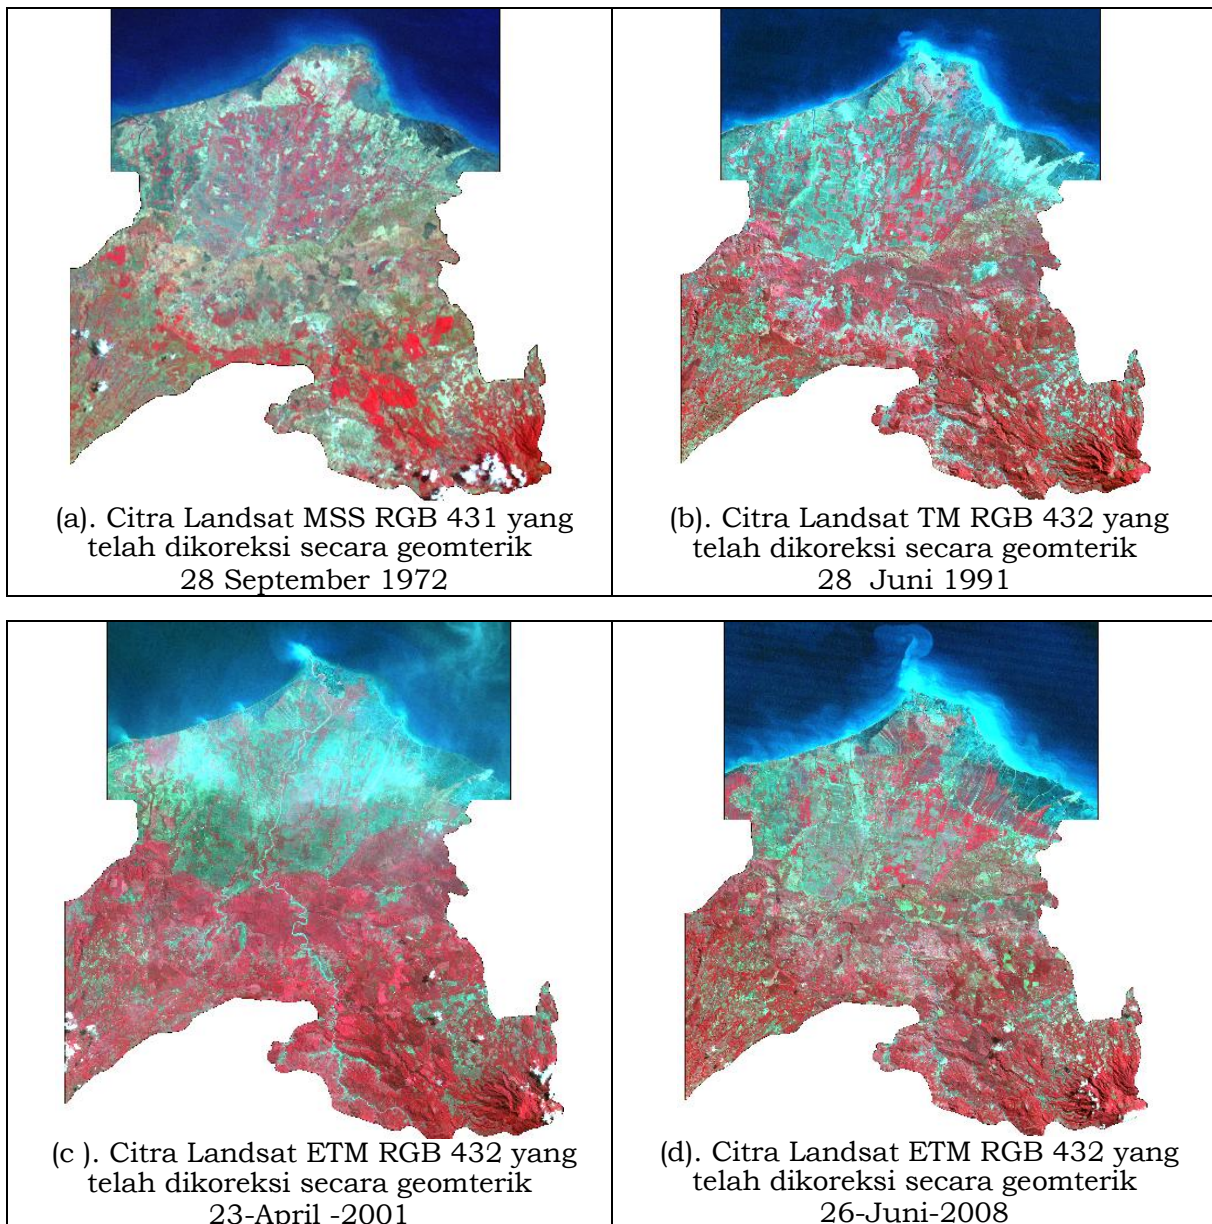 (a). Citra Landsat MSS RGB 431 yang
telah dikoreksi secara geomterik
28 September 1972
(b). Citra Landsat TM RGB 432 yang
telah dikoreksi secara geomterik
28 Juni 1991
(c ). Citra Landsat ETM RGB 432 yang
telah dikoreksi secara geomterik
23-April -2001
(d). Citra Landsat ETM RGB 432 yang
telah dikoreksi secara geomterik
26-Juni-2008